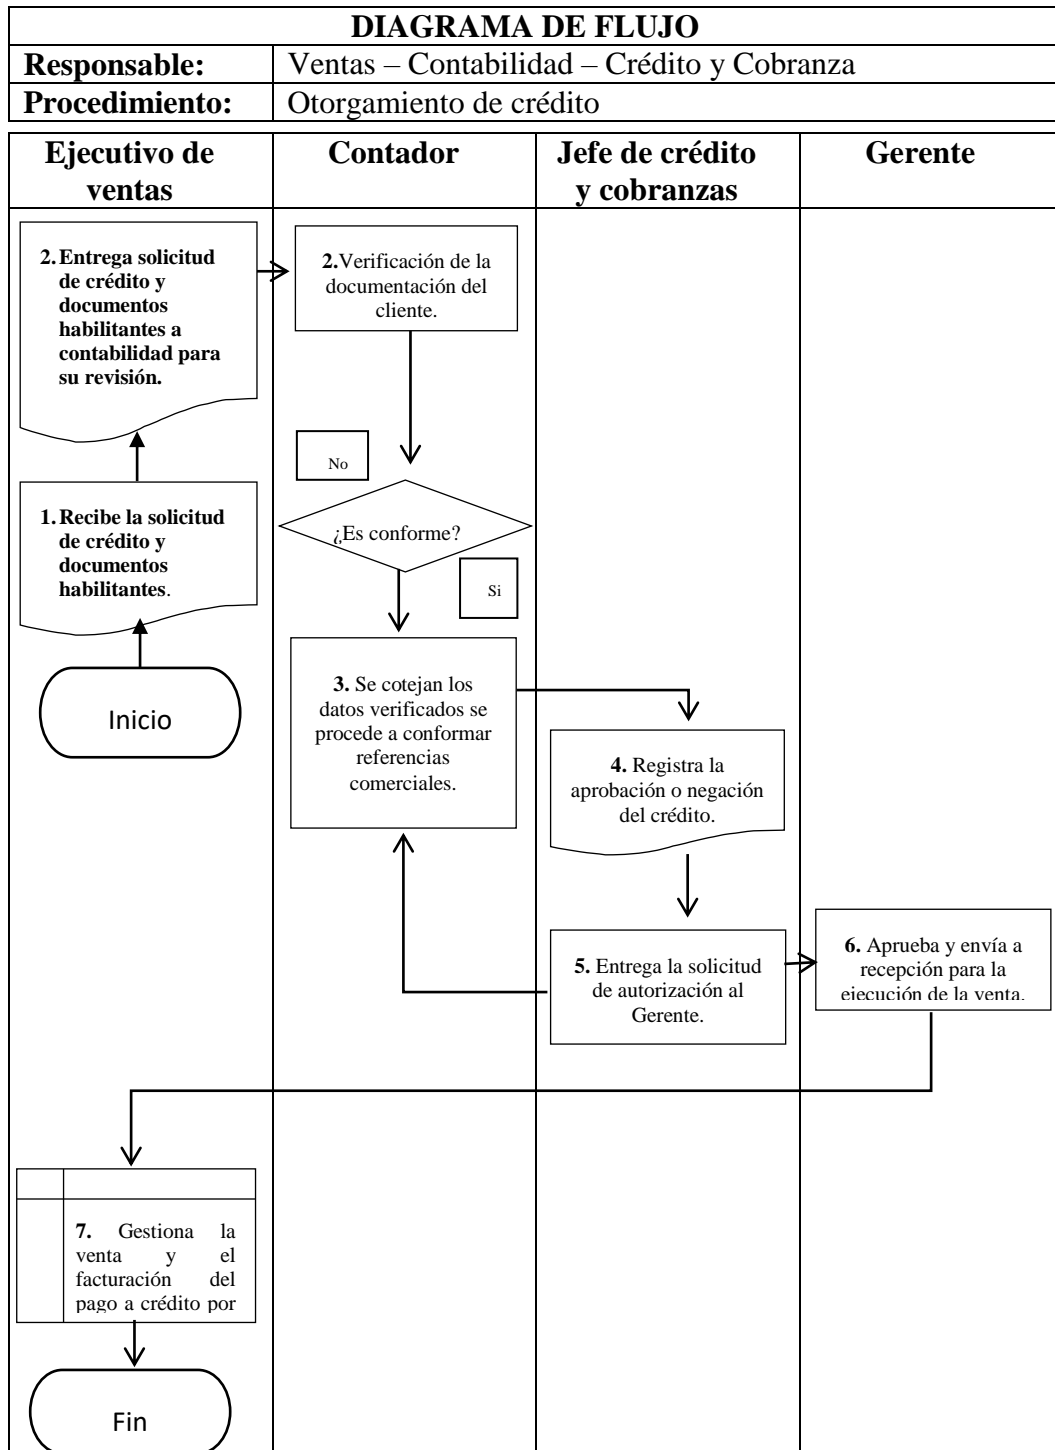 DIAGRAMA DE FLUJO
Responsable: Ventas – Contabilidad – Crédito y Cobranza
Procedimiento: Otorgamiento de crédito
Ejecutivo de
ventas
Contador
Jefe de crédito
y cobranzas
Gerente
2. Entrega solicitud
de crédito y
documentos
habilitantes a
contabilidad para
su revisión.
2.Verificación de la
documentación del
cliente.
No
1. Recibe la solicitud
de crédito y
documentos
habilitantes.
¿Es conforme?
Si
Inicio
3. Se cotejan los
datos verificados se
procede a conformar
referencias
comerciales.
4. Registra la
aprobación o negación
del crédito.
5. Entrega la solicitud
de autorización al
Gerente.
6. Aprueba y envía a
recepción para la
ejecución de la venta.
7. Gestiona la
venta y el
facturación del
pago a crédito por
Fin